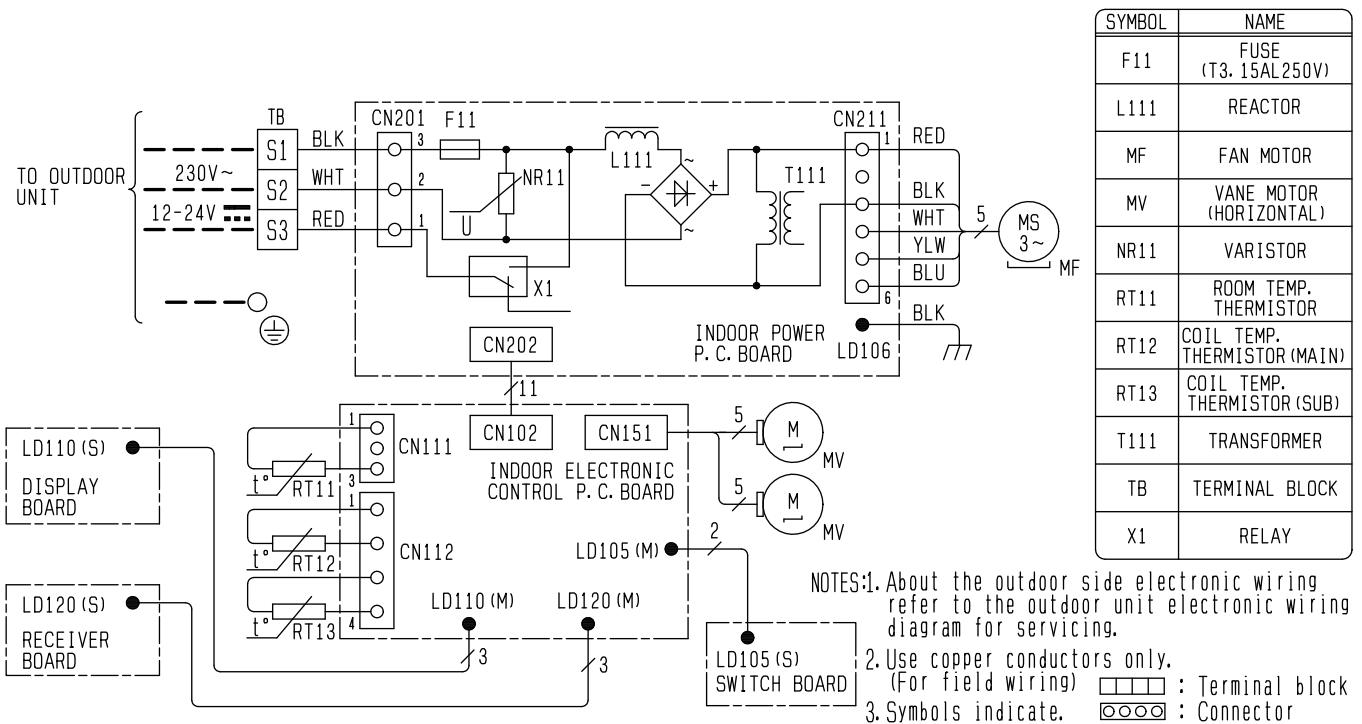 TO OUTDOOR
UNIT
230V~
12-24V
TB
S1
S2
S3
BLK
WHT
RED
CN201
3
2
1
F11
NR11
U
X1
L111
~
~
-
+
T111
CN211
1
6
RED
BLK
WHT
YLW
BLU
BLK
5
MS
3~
MF
LD106
INDOOR POWER
P.C.BOARD
CN202
11
CN102
CN151
INDOOR ELECTRONIC
CONTROL P.C.BOARD
5
M
MV
5
M
MV
1
3
CN111
t°
RT11
1
4
CN112
t°
RT12
t°
RT13
LD110(S)
DISPLAY
BOARD
LD120(S)
RECEIVER
BOARD
LD110(M)
3
LD120(M)
3
LD105(M)
2
LD105(S)
SWITCH BOARD
SYMBOL NAME
F11 FUSE
(T3.15AL250V)
L111 REACTOR
MF FAN MOTOR
MV VANE MOTOR
(HORIZONTAL)
NR11 VARISTOR
RT11 ROOM TEMP.
THERMISTOR
RT12 COIL TEMP.
THERMISTOR(MAIN)
RT13 COIL TEMP.
THERMISTOR(SUB)
T111 TRANSFORMER
TB TERMINAL BLOCK
X1 RELAY
NOTES:1. About the outdoor side electronic wiring
refer to the outdoor unit electronic wiring
diagram for servicing.
2. Use copper conductors only.
(For field wiring)
3. Symbols indicate.
: Terminal block
: Connector